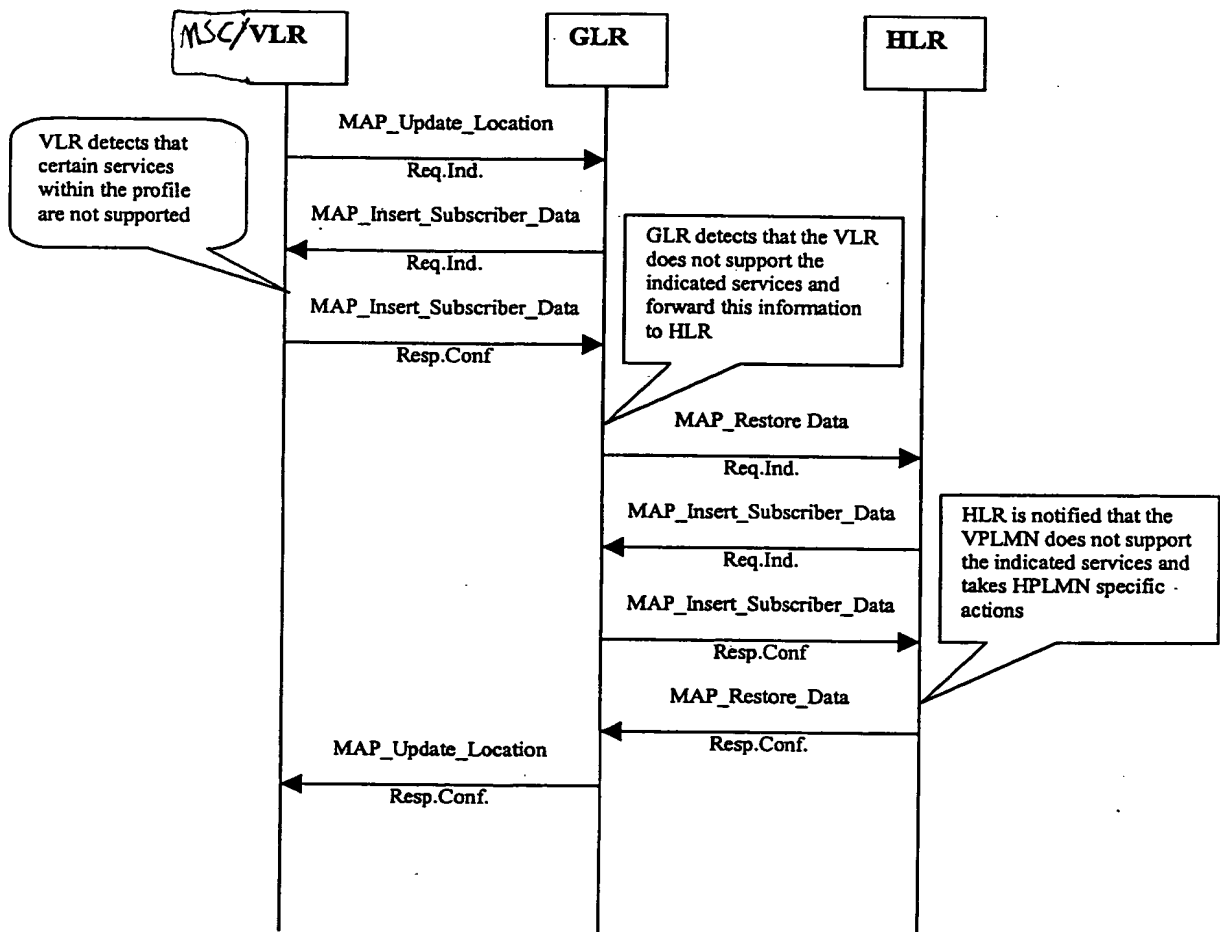 MSC/VLR
GLR
HLR
MAP_Update_Location
Req.Ind.
VLR detects that
certain services
within the profile
are not supported
MAP_Insert_Subscriber_Data
Req.Ind.
GLR detects that the VLR
does not support the
indicated services and
forward this information
to HLR
MAP_Insert_Subscriber_Data
Resp.Conf
MAP_Restore Data
Req.Ind.
MAP_Insert_Subscriber_Data
Req.Ind.
HLR is notified that the
VPLMN does not support
the indicated services and
takes HPLMN specific
actions
MAP_Insert_Subscriber_Data
Resp.Conf
MAP_Restore_Data
Resp.Conf.
MAP_Update_Location
Resp.Conf.